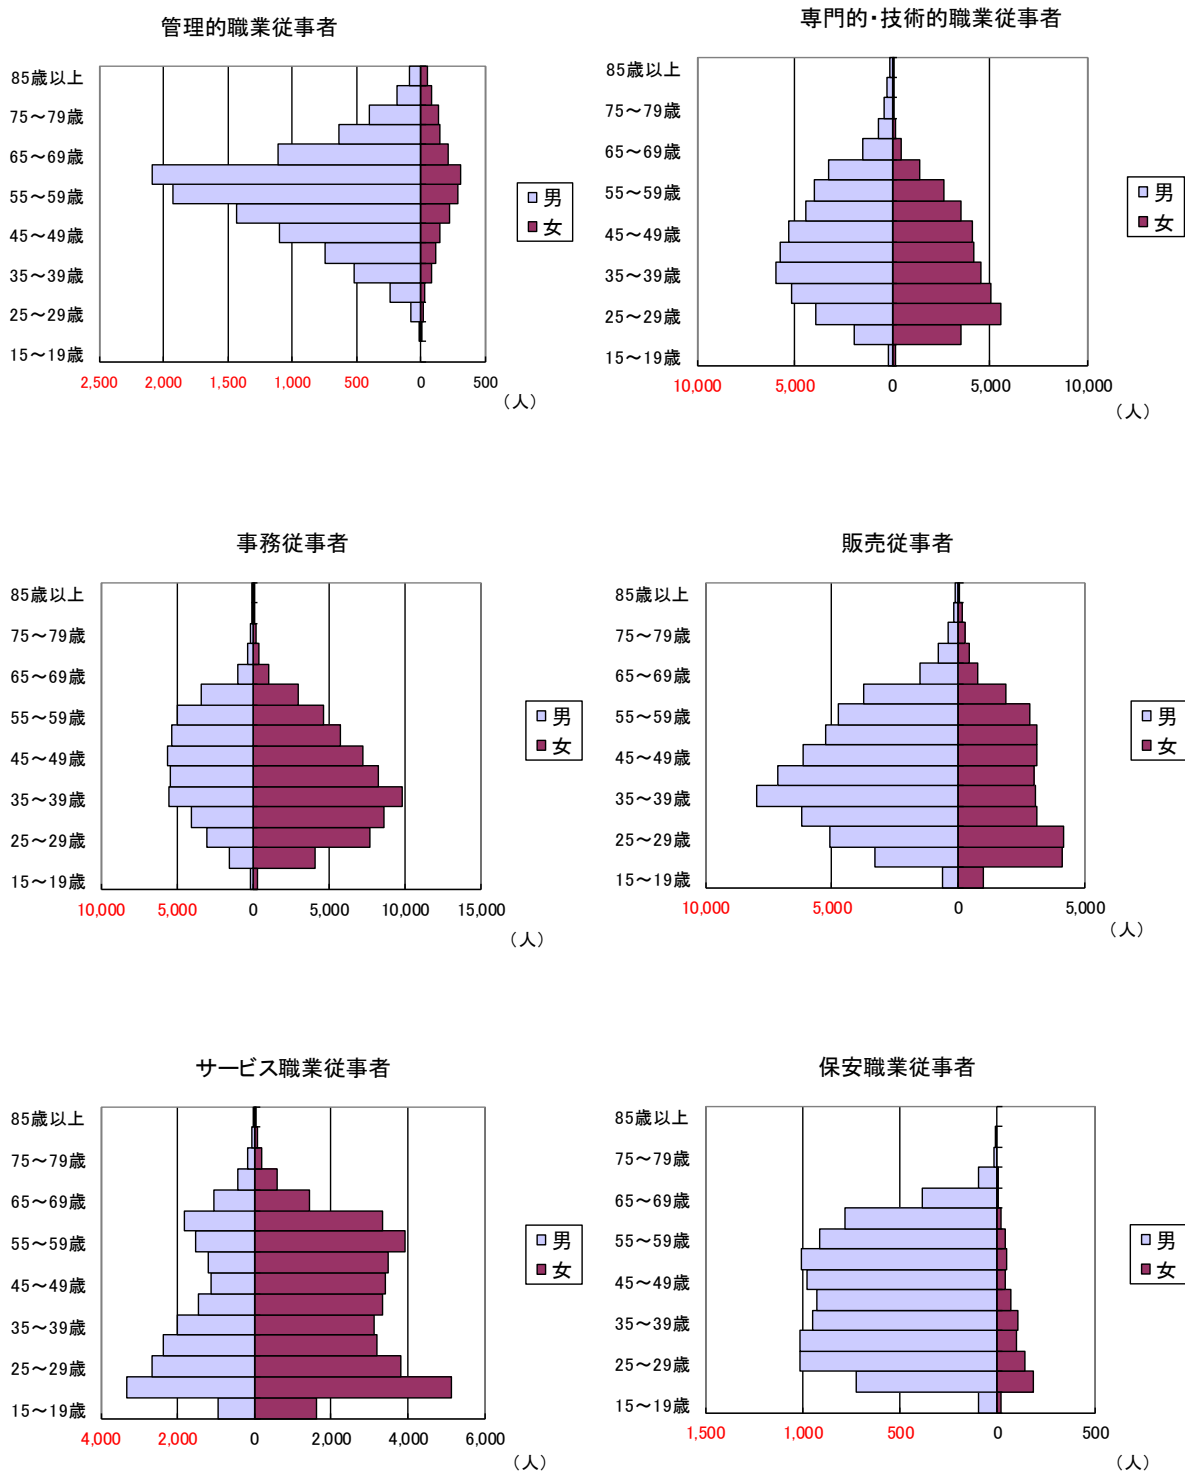 管理的職業従事者
85歳以上
75～79歳
65～69歳
55～59歳
45～49歳
35～39歳
25～29歳
15～19歳
2,500 2,000 1,500 1,000 500 0 500
（人）
男
女
専門的・技術的職業従事者
85歳以上
75～79歳
65～69歳
55～59歳
45～49歳
35～39歳
25～29歳
15～19歳
10,000 5,000 0 5,000 10,000
（人）
男
女
事務従事者
85歳以上
75～79歳
65～69歳
55～59歳
45～49歳
35～39歳
25～29歳
15～19歳
10,000 5,000 0 5,000 10,000 15,000
（人）
男
女
販売従事者
85歳以上
75～79歳
65～69歳
55～59歳
45～49歳
35～39歳
25～29歳
15～19歳
10,000 5,000 0 5,000
（人）
男
女
サービス職業従事者
85歳以上
75～79歳
65～69歳
55～59歳
45～49歳
35～39歳
25～29歳
15～19歳
4,000 2,000 0 2,000 4,000 6,000
（人）
男
女
保安職業従事者
85歳以上
75～79歳
65～69歳
55～59歳
45～49歳
35～39歳
25～29歳
15～19歳
1,500 1,000 500 0 500
（人）
男
女